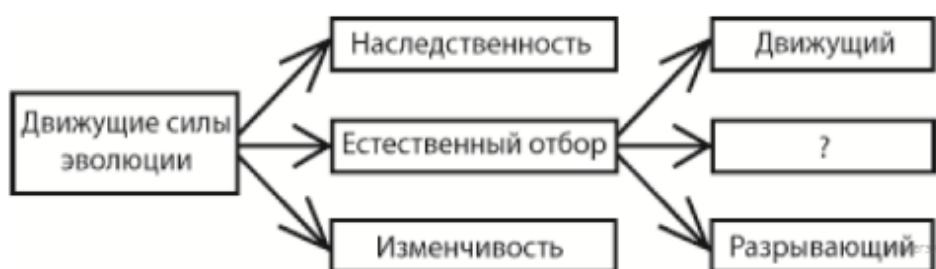 Наследственность
Движущий
Движущие силы
эволюции
Естественный отбор
?
Изменчивость
Разрывающий